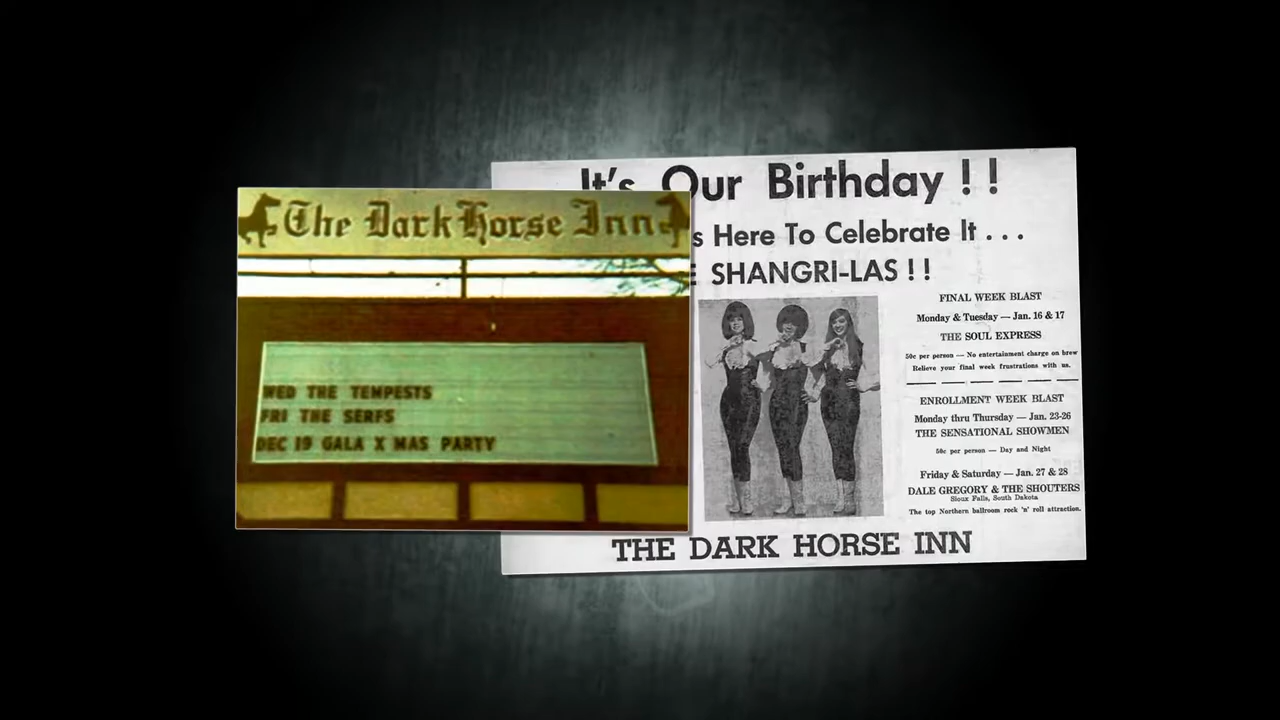 The Dark Horse Inn
WED THE TEMPESTS
FRI THE SERFS
DEC 19 GALA X MAS PARTY
It's Our Birthday !!
s Here To Celebrate It . . .
E SHANGRI-LAS !!
FINAL WEEK BLAST
Monday & Tuesday — Jan. 16 & 17
THE SOUL EXPRESS
50c per person — No entertainment charge on brew
Relieve your final week frustrations with us.
ENROLLMENT WEEK BLAST
Monday thru Thursday — Jan. 23-26
THE SENSATIONAL SHOWMEN
50c per person — Day and Night
Friday & Saturday — Jan. 27 & 28
DALE GREGORY & THE SHOUTERS
Sioux Falls, South Dakota
The top Northern ballroom rock 'n' roll attraction.
THE DARK HORSE INN